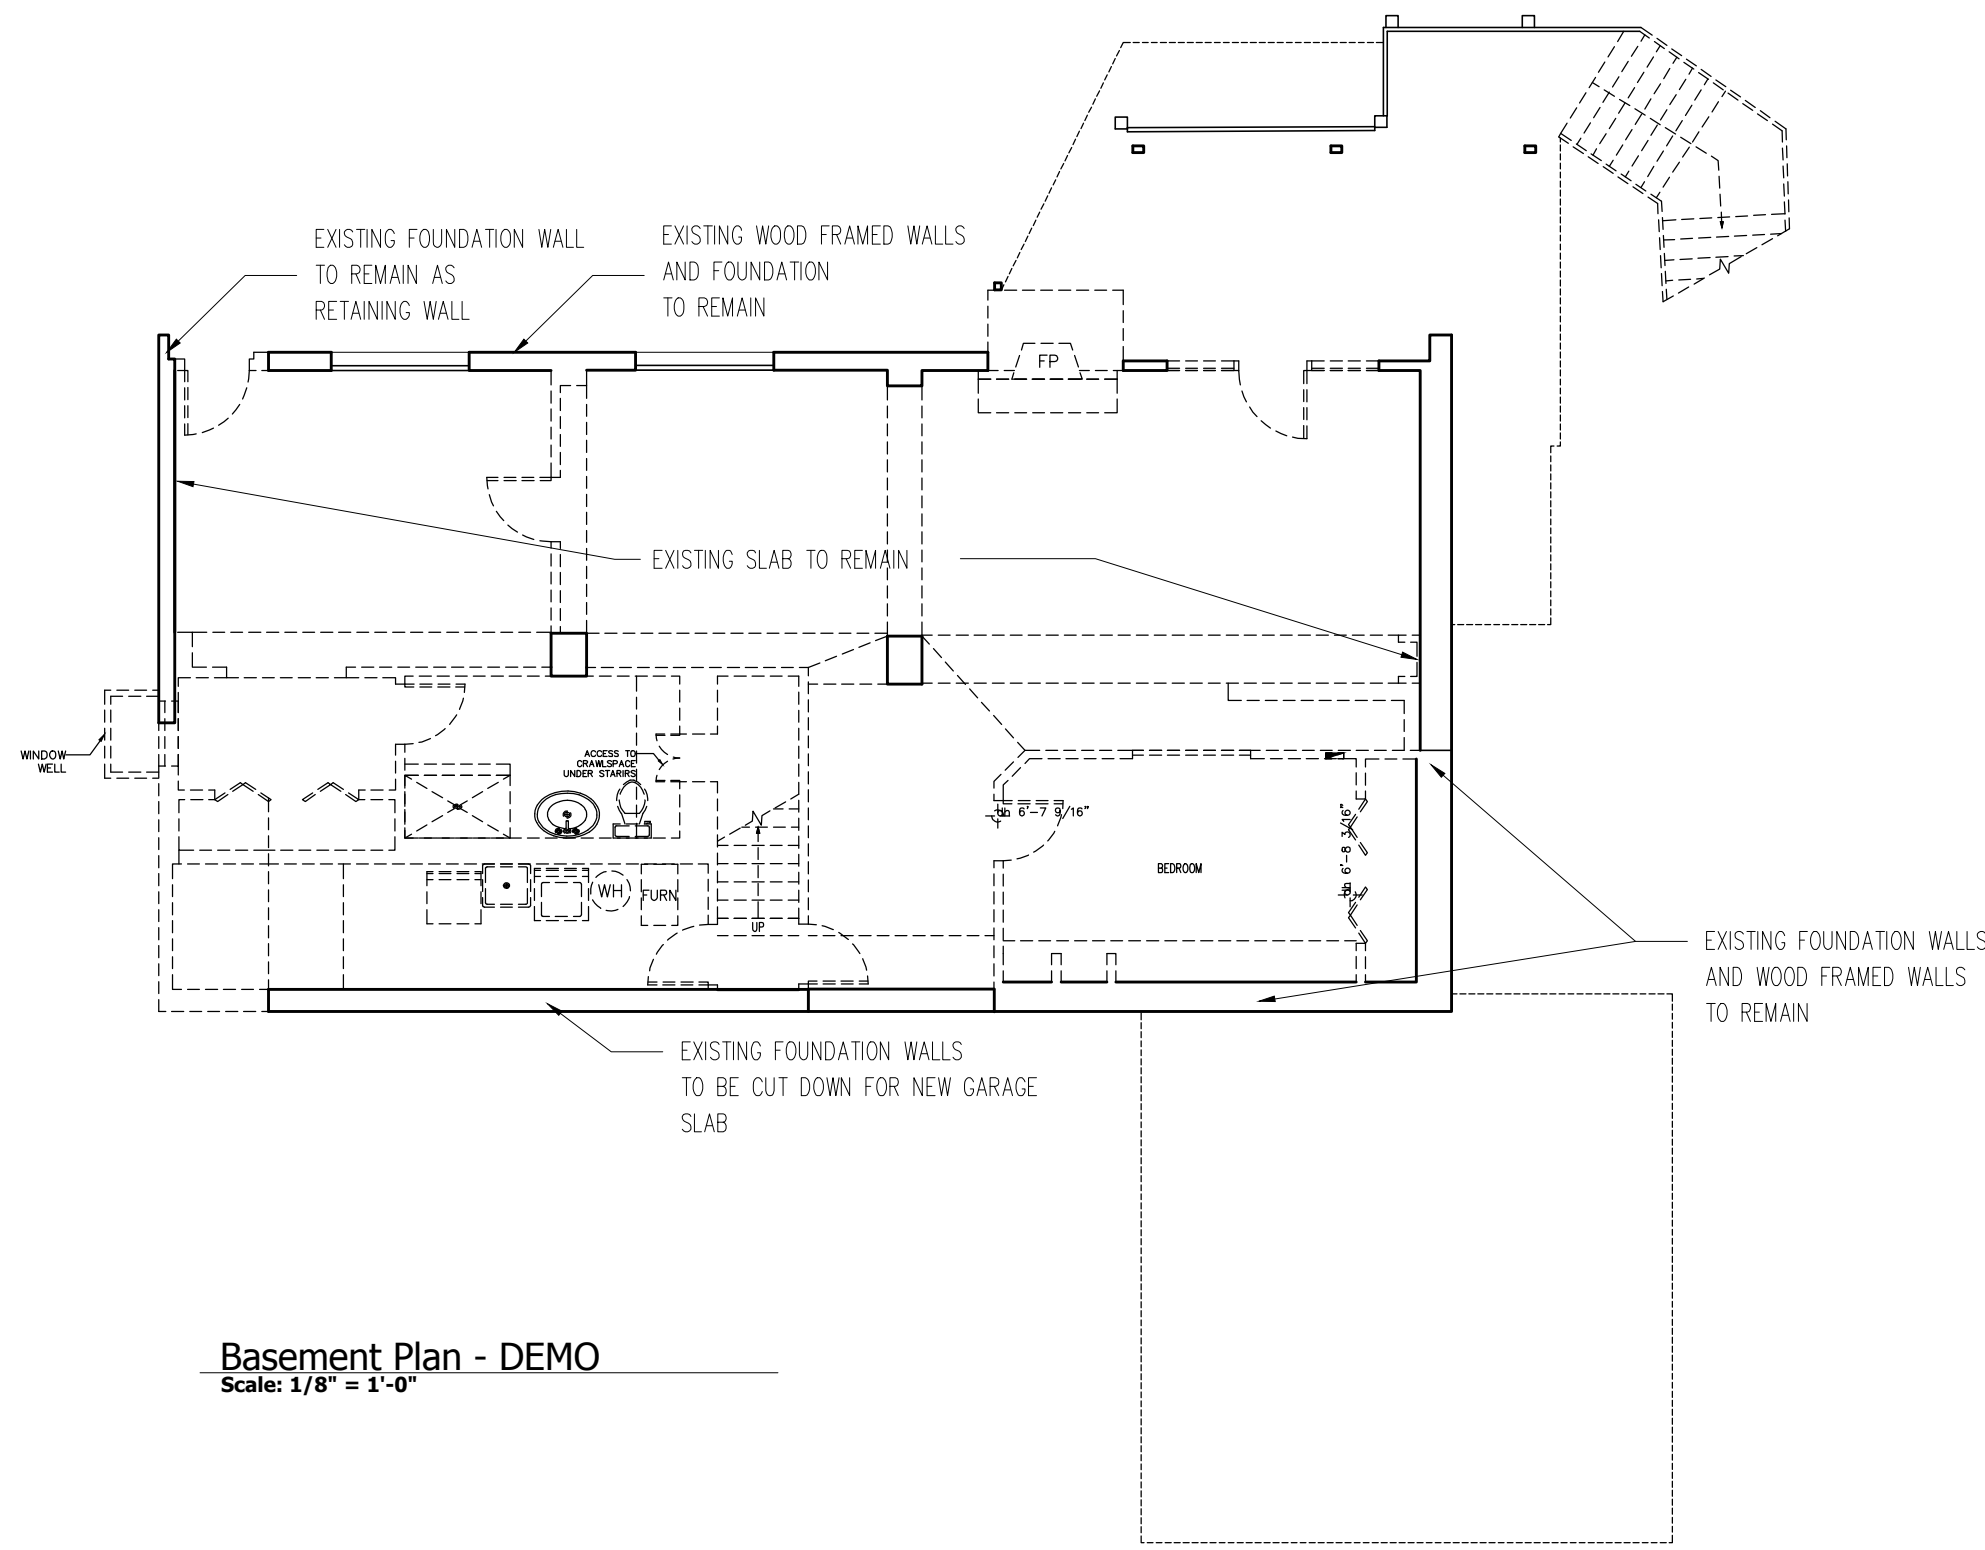 EXISTING FOUNDATION WALL
TO REMAIN AS
RETAINING WALL
EXISTING WOOD FRAMED WALLS
AND FOUNDATION
TO REMAIN
FP
EXISTING SLAB TO REMAIN
WINDOW
WELL
ACCESS TO
CRAWLSPACE
UNDER STARIRS
dh 6'-7 9/16"
dh 6'-8 3/16"
BEDROOM
WH
FURN
UP
EXISTING FOUNDATION WALLS
AND WOOD FRAMED WALLS
TO REMAIN
EXISTING FOUNDATION WALLS
TO BE CUT DOWN FOR NEW GARAGE
SLAB
Basement Plan - DEMO
Scale: 1/8" = 1'-0"